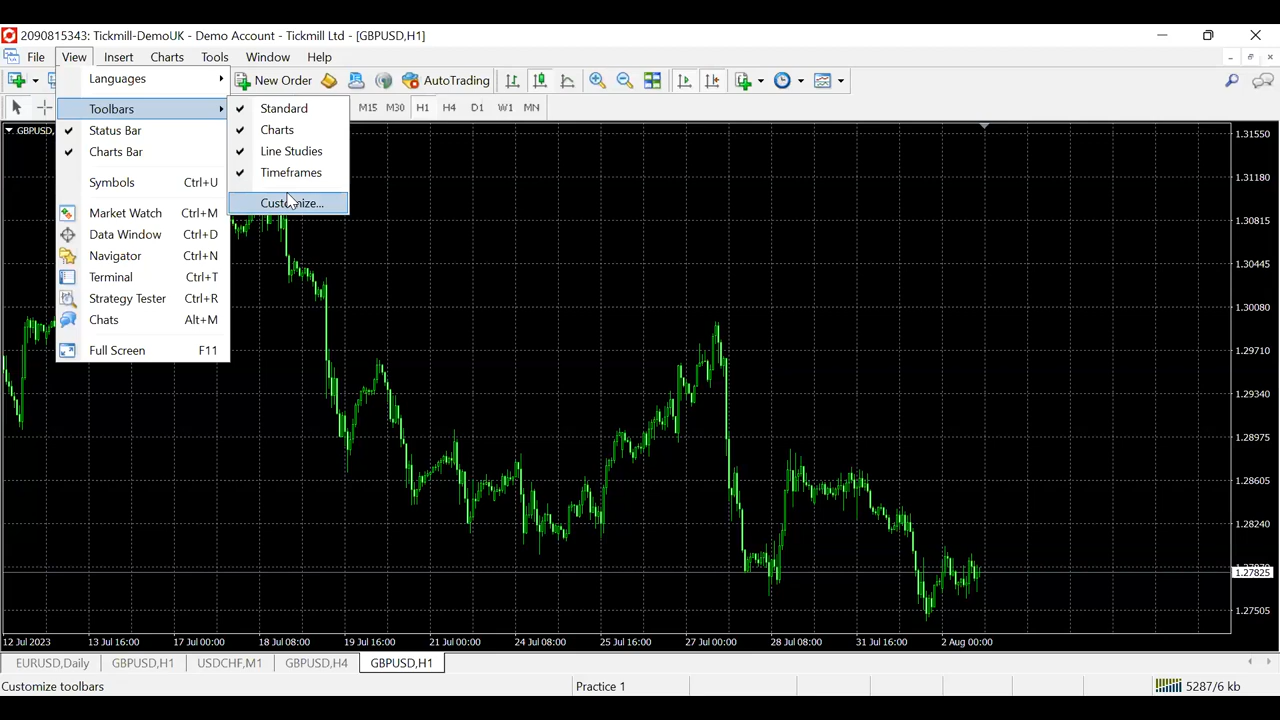 2090815343: Tickmill-DemoUK - Demo Account - Tickmill Ltd - [GBPUSD,H1]
File View Insert Charts Tools Window Help
New Order AutoTrading
M15 M30 H1 H4 D1 W1 MN
Languages
Toolbars
Status Bar
Charts Bar
Symbols Ctrl+U
Market Watch Ctrl+M
Data Window Ctrl+D
Navigator Ctrl+N
Terminal Ctrl+T
Strategy Tester Ctrl+R
Chats Alt+M
Full Screen F11
Standard
Charts
Line Studies
Timeframes
Customize...
GBPUSD,
1.31550
1.31180
1.30815
1.30445
1.30080
1.29710
1.29340
1.28975
1.28605
1.28240
1.27825
1.27505
12 Jul 2023 13 Jul 16:00 17 Jul 00:00 18 Jul 08:00 19 Jul 16:00 21 Jul 00:00 24 Jul 08:00 25 Jul 16:00 27 Jul 00:00 28 Jul 08:00 31 Jul 16:00 2 Aug 00:00
EURUSD,Daily GBPUSD,H1 USDCHF,M1 GBPUSD,H4 GBPUSD,H1
Customize toolbars Practice 1 5287/6 kb